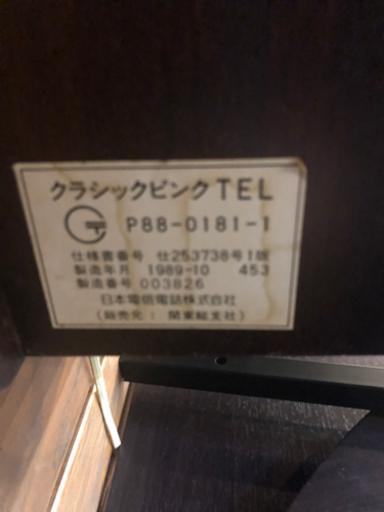 クラシックピンクTEL
P88-0181-1
仕様書番号 仕253738号1版
製造年月 1989-10 453
製造番号 003826
日本電信電話株式会社
(販売元: 関東総支社)